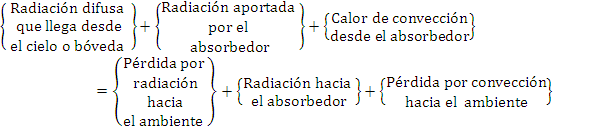 {Radiación difusa que llega desde el cielo o bóveda} + {Radiación aportada por el absorbedor} + {Calor de convección desde el absorbedor}
= {Pérdida por radiación hacia el ambiente} + {Radiación hacia el absorbedor} + {Pérdida por convección hacia el ambiente}